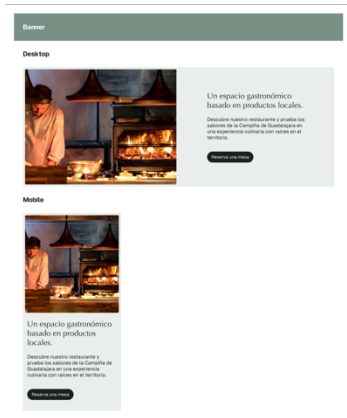 Banner
Desktop
Un espacio gastronómico
basado en productos locales.
Descubre nuestro restaurante y prueba los
sabores de la Campiña de Guadalajara en
una experiencia culinaria con raíces en el
territorio.
Reserva una mesa
Mobile
Un espacio gastronómico
basado en productos
locales.
Descubre nuestro restaurante y
prueba los sabores de la Campiña de
Guadalajara en una experiencia
culinaria con raíces en el territorio.
Reserva una mesa